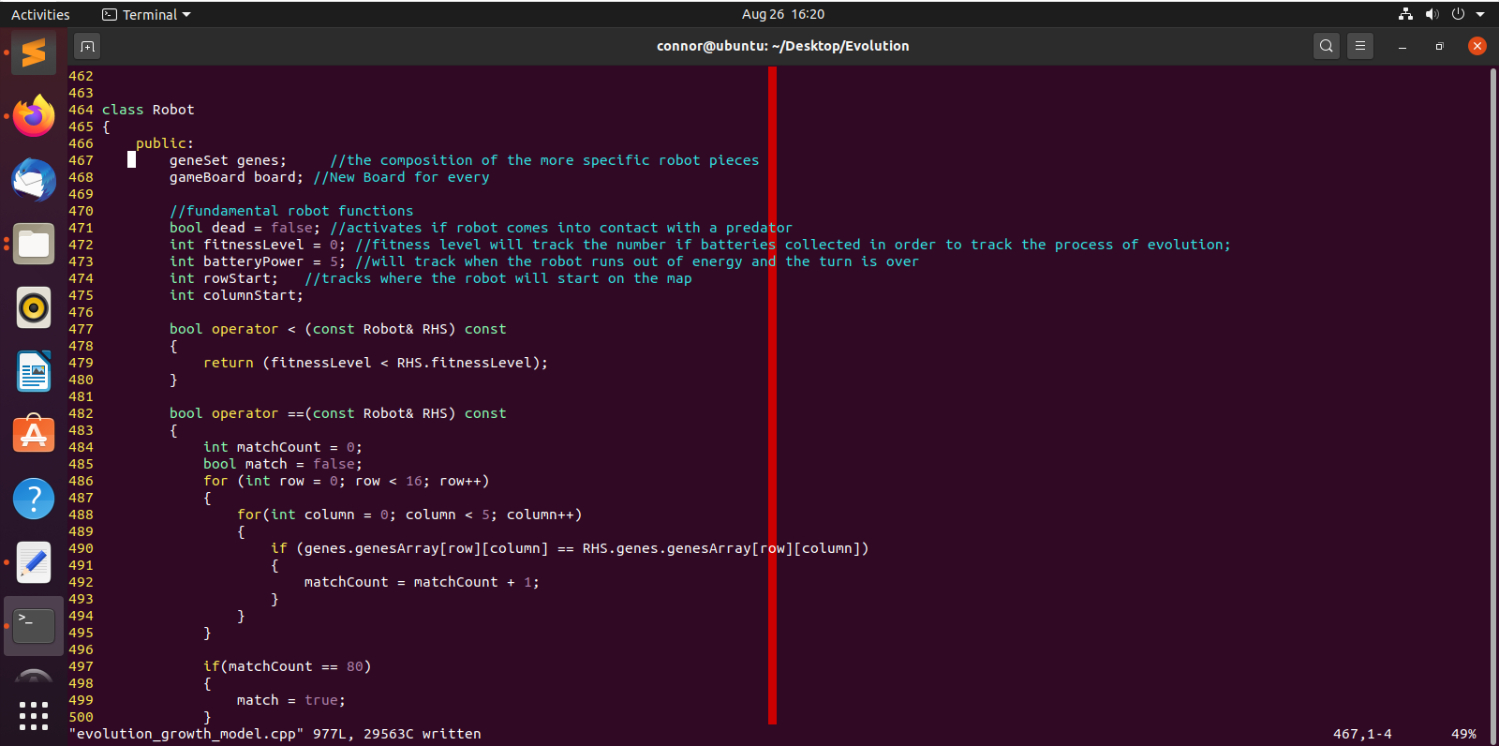 Activities Terminal Aug 26 16:20
connor@ubuntu: ~/Desktop/Evolution
462
463
464 class Robot
465 {
466     public:
467         geneSet genes;     //the composition of the more specific robot pieces
468         gameBoard board; //New Board for every
469
470         //fundamental robot functions
471         bool dead = false; //activates if robot comes into contact with a predator
472         int fitnessLevel = 0; //fitness level will track the number if batteries collected in order to track the process of evolution;
473         int batteryPower = 5; //will track when the robot runs out of energy and the turn is over
474         int rowStart;   //tracks where the robot will start on the map
475         int columnStart;
476
477         bool operator < (const Robot& RHS) const
478         {
479             return (fitnessLevel < RHS.fitnessLevel);
480         }
481
482         bool operator ==(const Robot& RHS) const
483         {
484             int matchCount = 0;
485             bool match = false;
486             for (int row = 0; row < 16; row++)
487             {
488                 for(int column = 0; column < 5; column++)
489                 {
490                     if (genes.genesArray[row][column] == RHS.genes.genesArray[row][column])
491                     {
492                         matchCount = matchCount + 1;
493                     }
494                 }
495             }
496
497             if(matchCount == 80)
498             {
499                 match = true;
500             }
"evolution_growth_model.cpp" 977L, 29563C written 467,1-4 49%